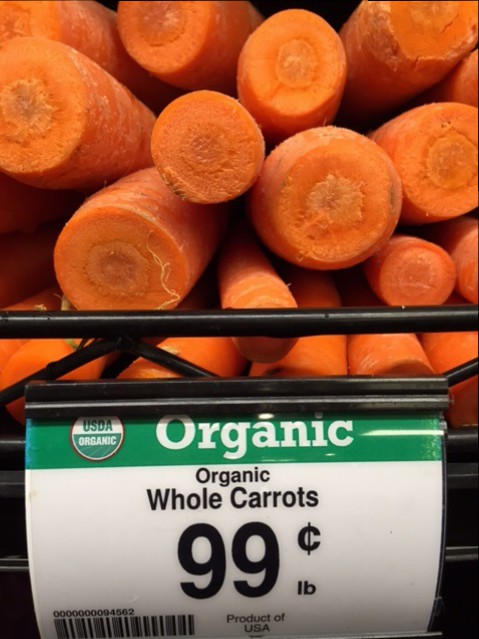 USDA
ORGANIC
Organic
Organic
Whole Carrots
99 ¢
lb
0000000094562
Product of
USA